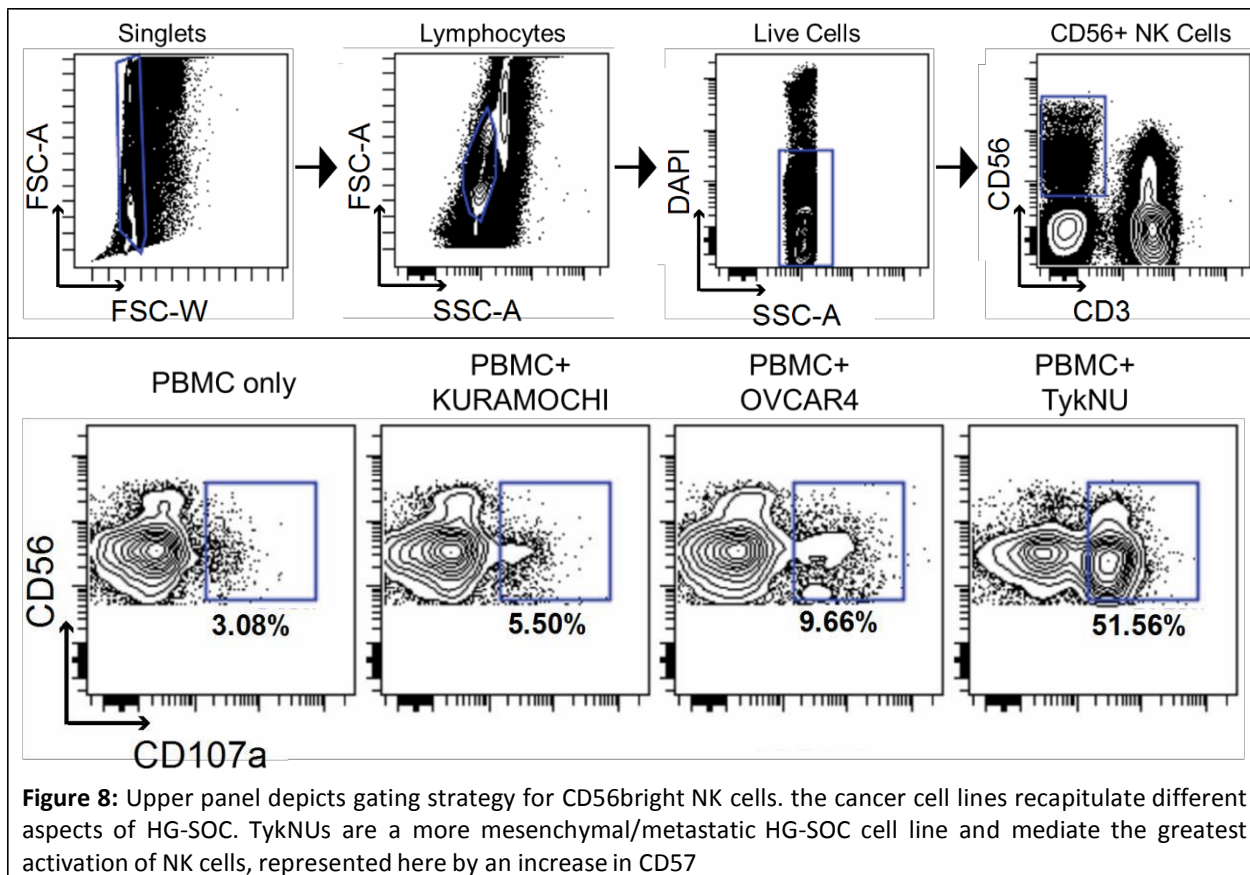 Singlets
Lymphocytes
Live Cells
CD56+ NK Cells
FSC-A
FSC-W
FSC-A
SSC-A
DAPI
SSC-A
CD56
CD3
PBMC only
PBMC+
KURAMOCHI
PBMC+
OVCAR4
PBMC+
TykNU
CD56
3.08%
5.50%
9.66%
51.56%
CD107a
Figure 8: Upper panel depicts gating strategy for CD56bright NK cells. the cancer cell lines recapitulate different
aspects of HG-SOC. TykNUs are a more mesenchymal/metastatic HG-SOC cell line and mediate the greatest
activation of NK cells, represented here by an increase in CD57